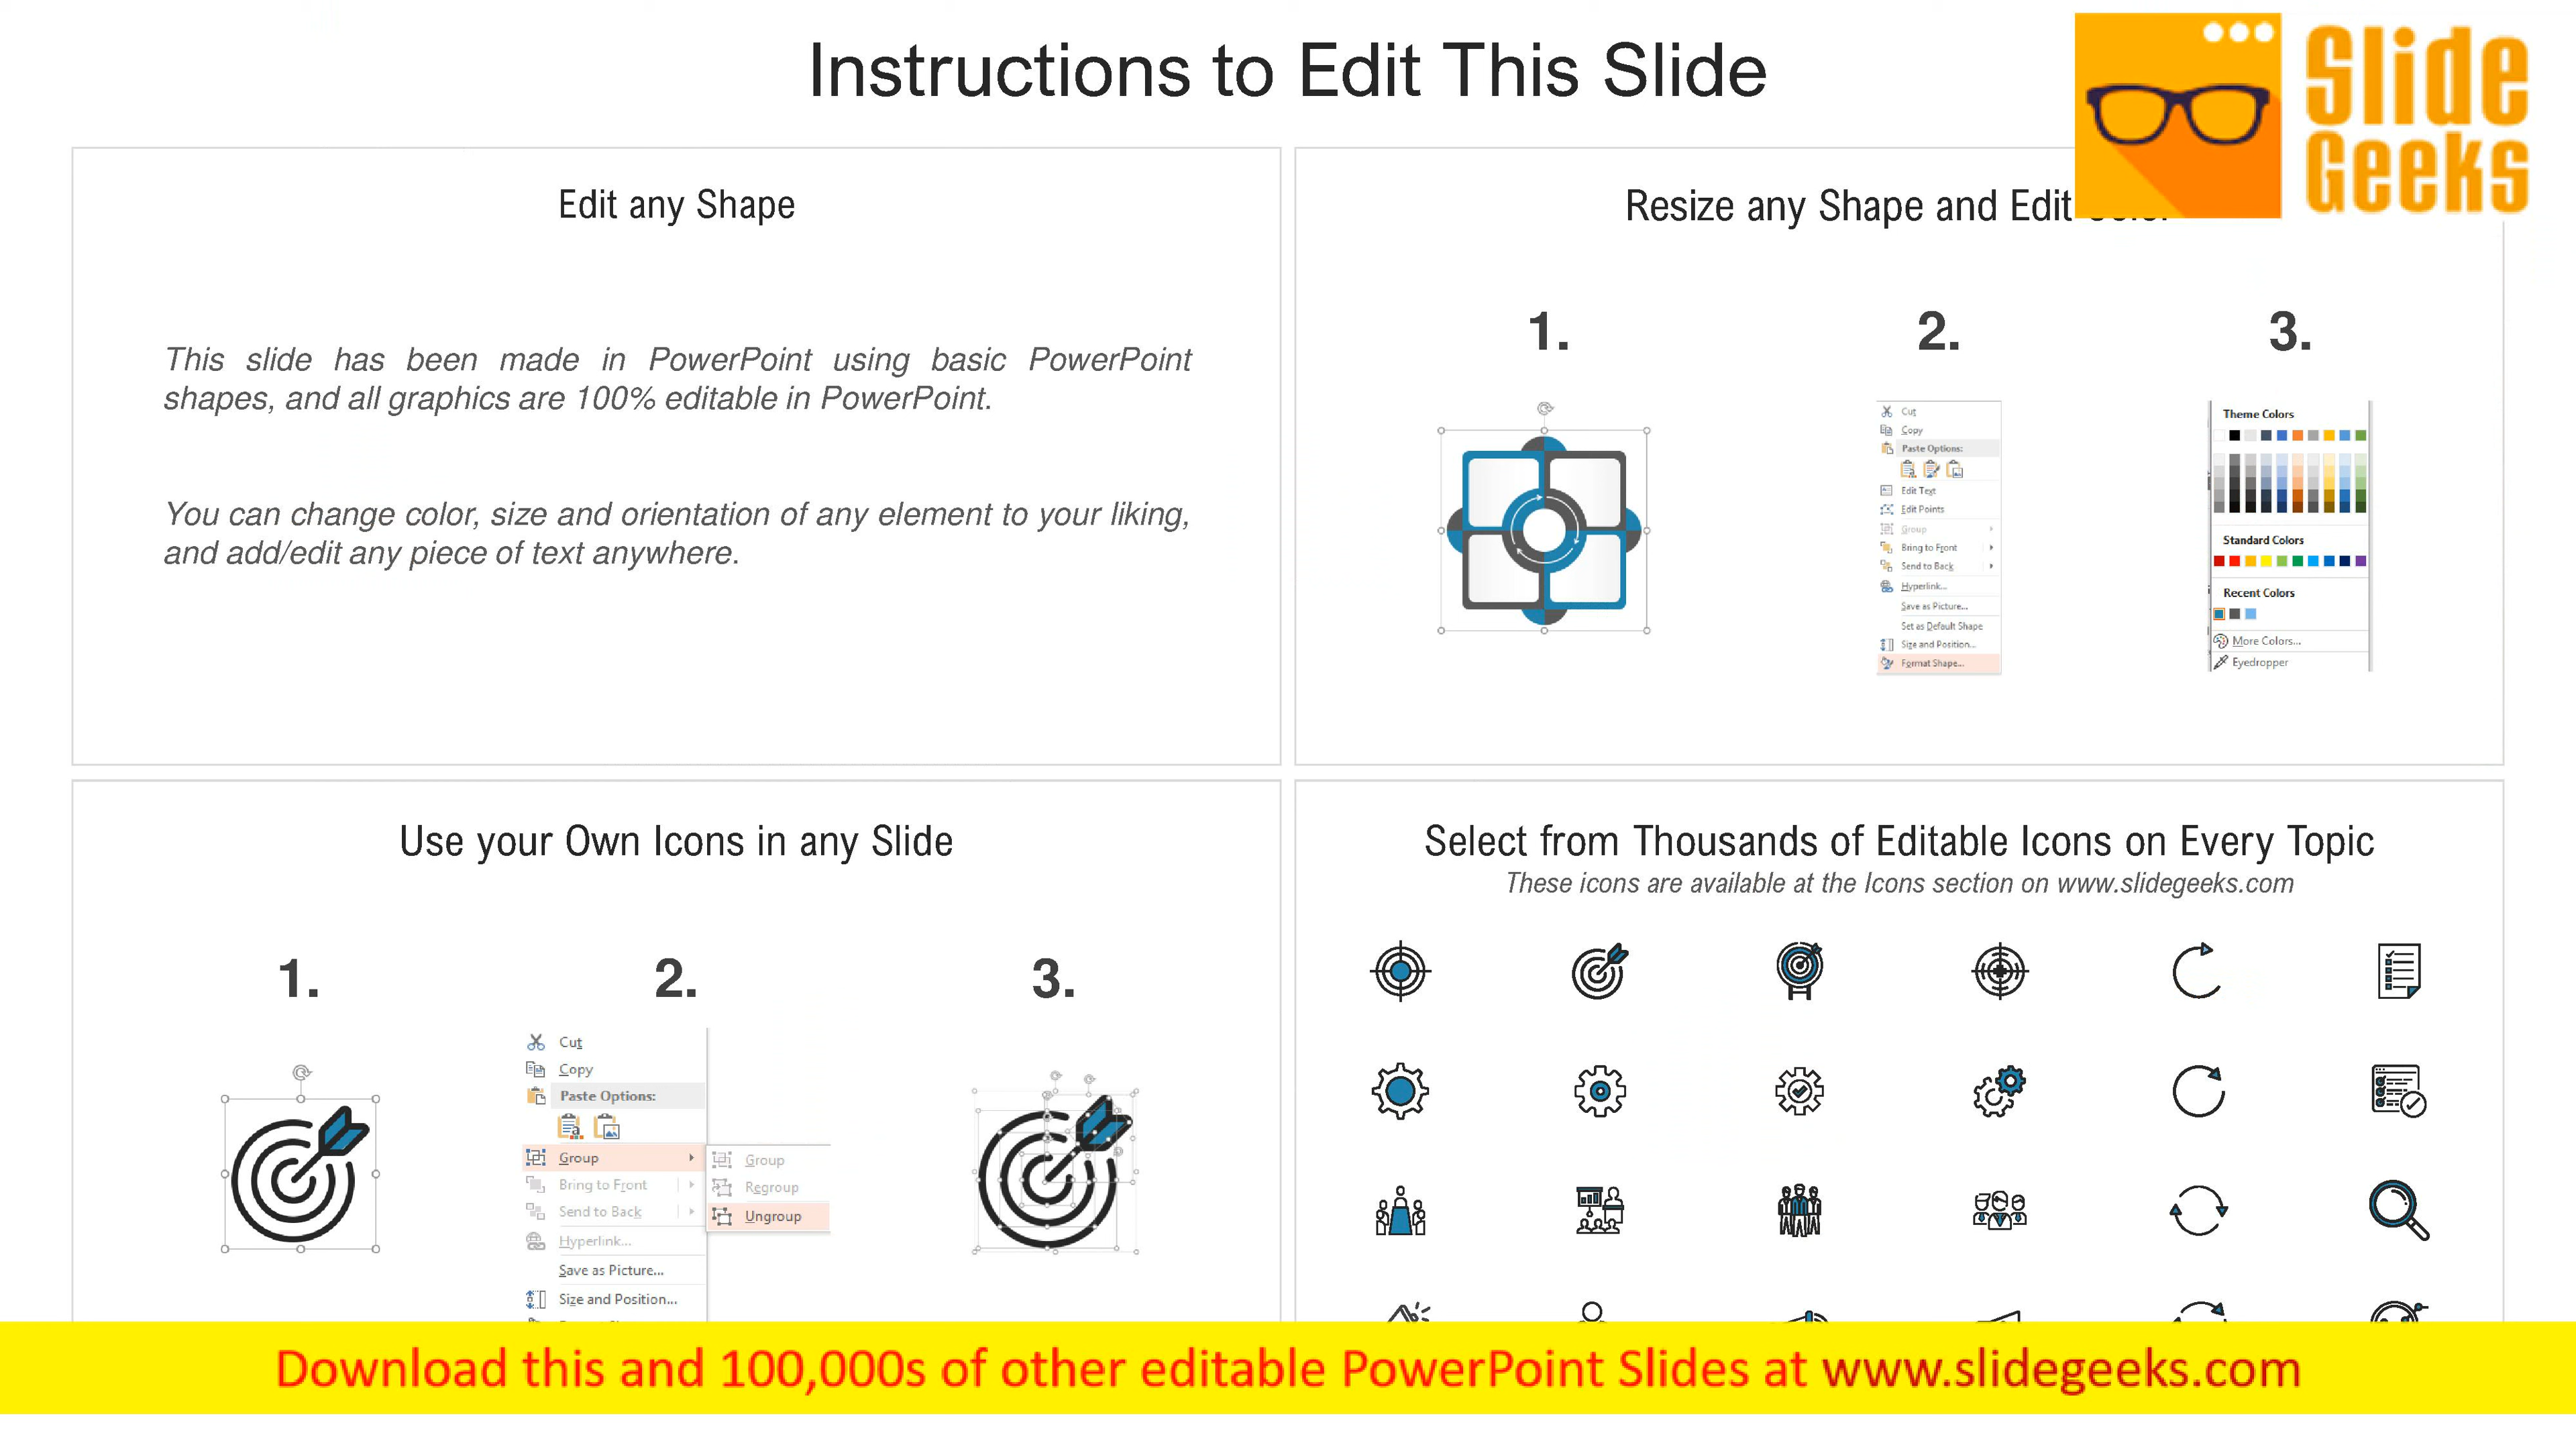 Instructions to Edit This Slide
Slide
Geeks
Edit any Shape
This slide has been made in PowerPoint using basic PowerPoint
shapes, and all graphics are 100% editable in PowerPoint.
You can change color, size and orientation of any element to your liking,
and add/edit any piece of text anywhere.
Resize any Shape and Edit
1.
2.
3.
Cut
Copy
Paste Options:
Edit Text
Edit Points
Group
Bring to Front
Send to Back
Hyperlink...
Save as Picture...
Set as Default Shape
Size and Position...
Format Shape...
Theme Colors
Standard Colors
Recent Colors
More Colors...
Eyedropper
Use your Own Icons in any Slide
1.
2.
3.
Cut
Copy
Paste Options:
Group
Bring to Front
Send to Back
Hyperlink...
Save as Picture...
Size and Position...
Group
Regroup
Ungroup
Select from Thousands of Editable Icons on Every Topic
These icons are available at the Icons section on www.slidegeeks.com
Download this and 100,000s of other editable PowerPoint Slides at www.slidegeeks.com